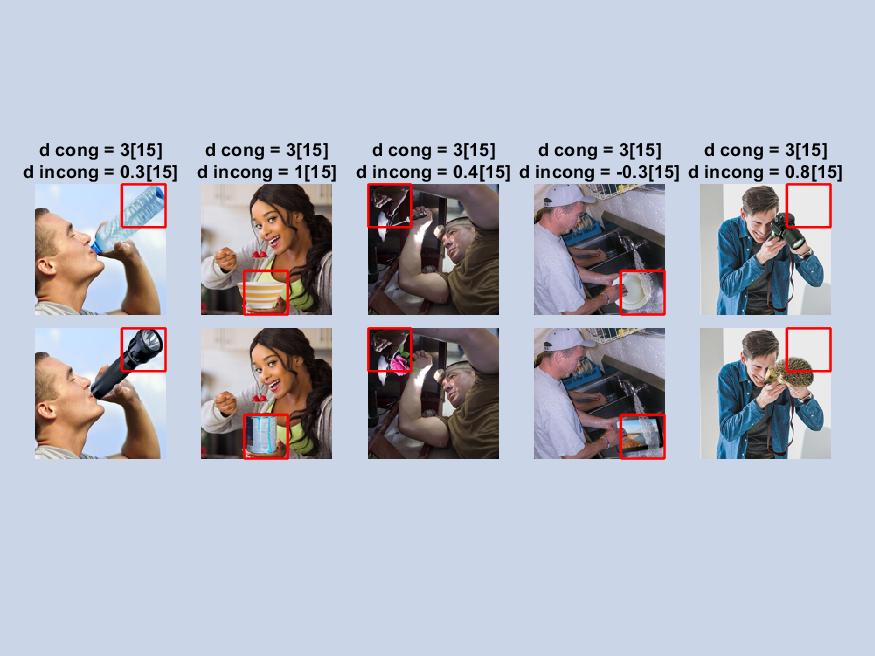 d cong = 3[15]
d incong = 0.3[15]
d cong = 3[15]
d incong = 1[15]
d cong = 3[15]
d incong = 0.4[15]
d cong = 3[15]
d incong = -0.3[15]
d cong = 3[15]
d incong = 0.8[15]